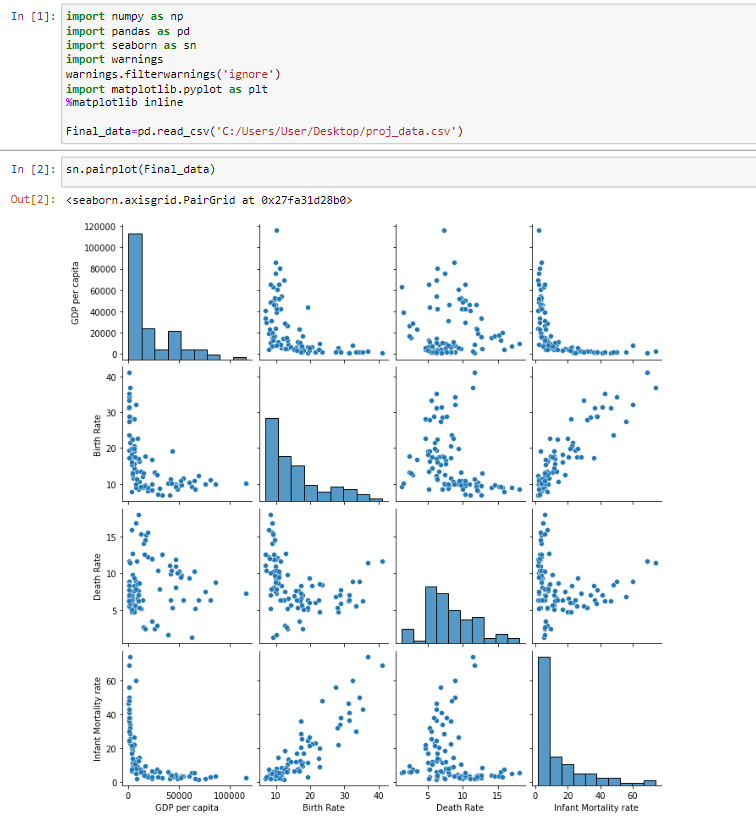 In [1]: import numpy as np
import pandas as pd
import seaborn as sn
import warnings
warnings.filterwarnings('ignore')
import matplotlib.pyplot as plt
%matplotlib inline
Final_data=pd.read_csv('C:/Users/User/Desktop/proj_data.csv')
In [2]: sn.pairplot(Final_data)
Out[2]: <seaborn.axisgrid.PairGrid at 0x27fa31d28b0>
120000
100000
80000
60000
40000
20000
0
GDP per capita
40
30
20
10
Birth Rate
15
10
5
Death Rate
60
40
20
0
Infant Mortality rate
0 50000 100000
10 20 30 40
5 10 15
0 20 40 60
GDP per capita
Birth Rate
Death Rate
Infant Mortality rate